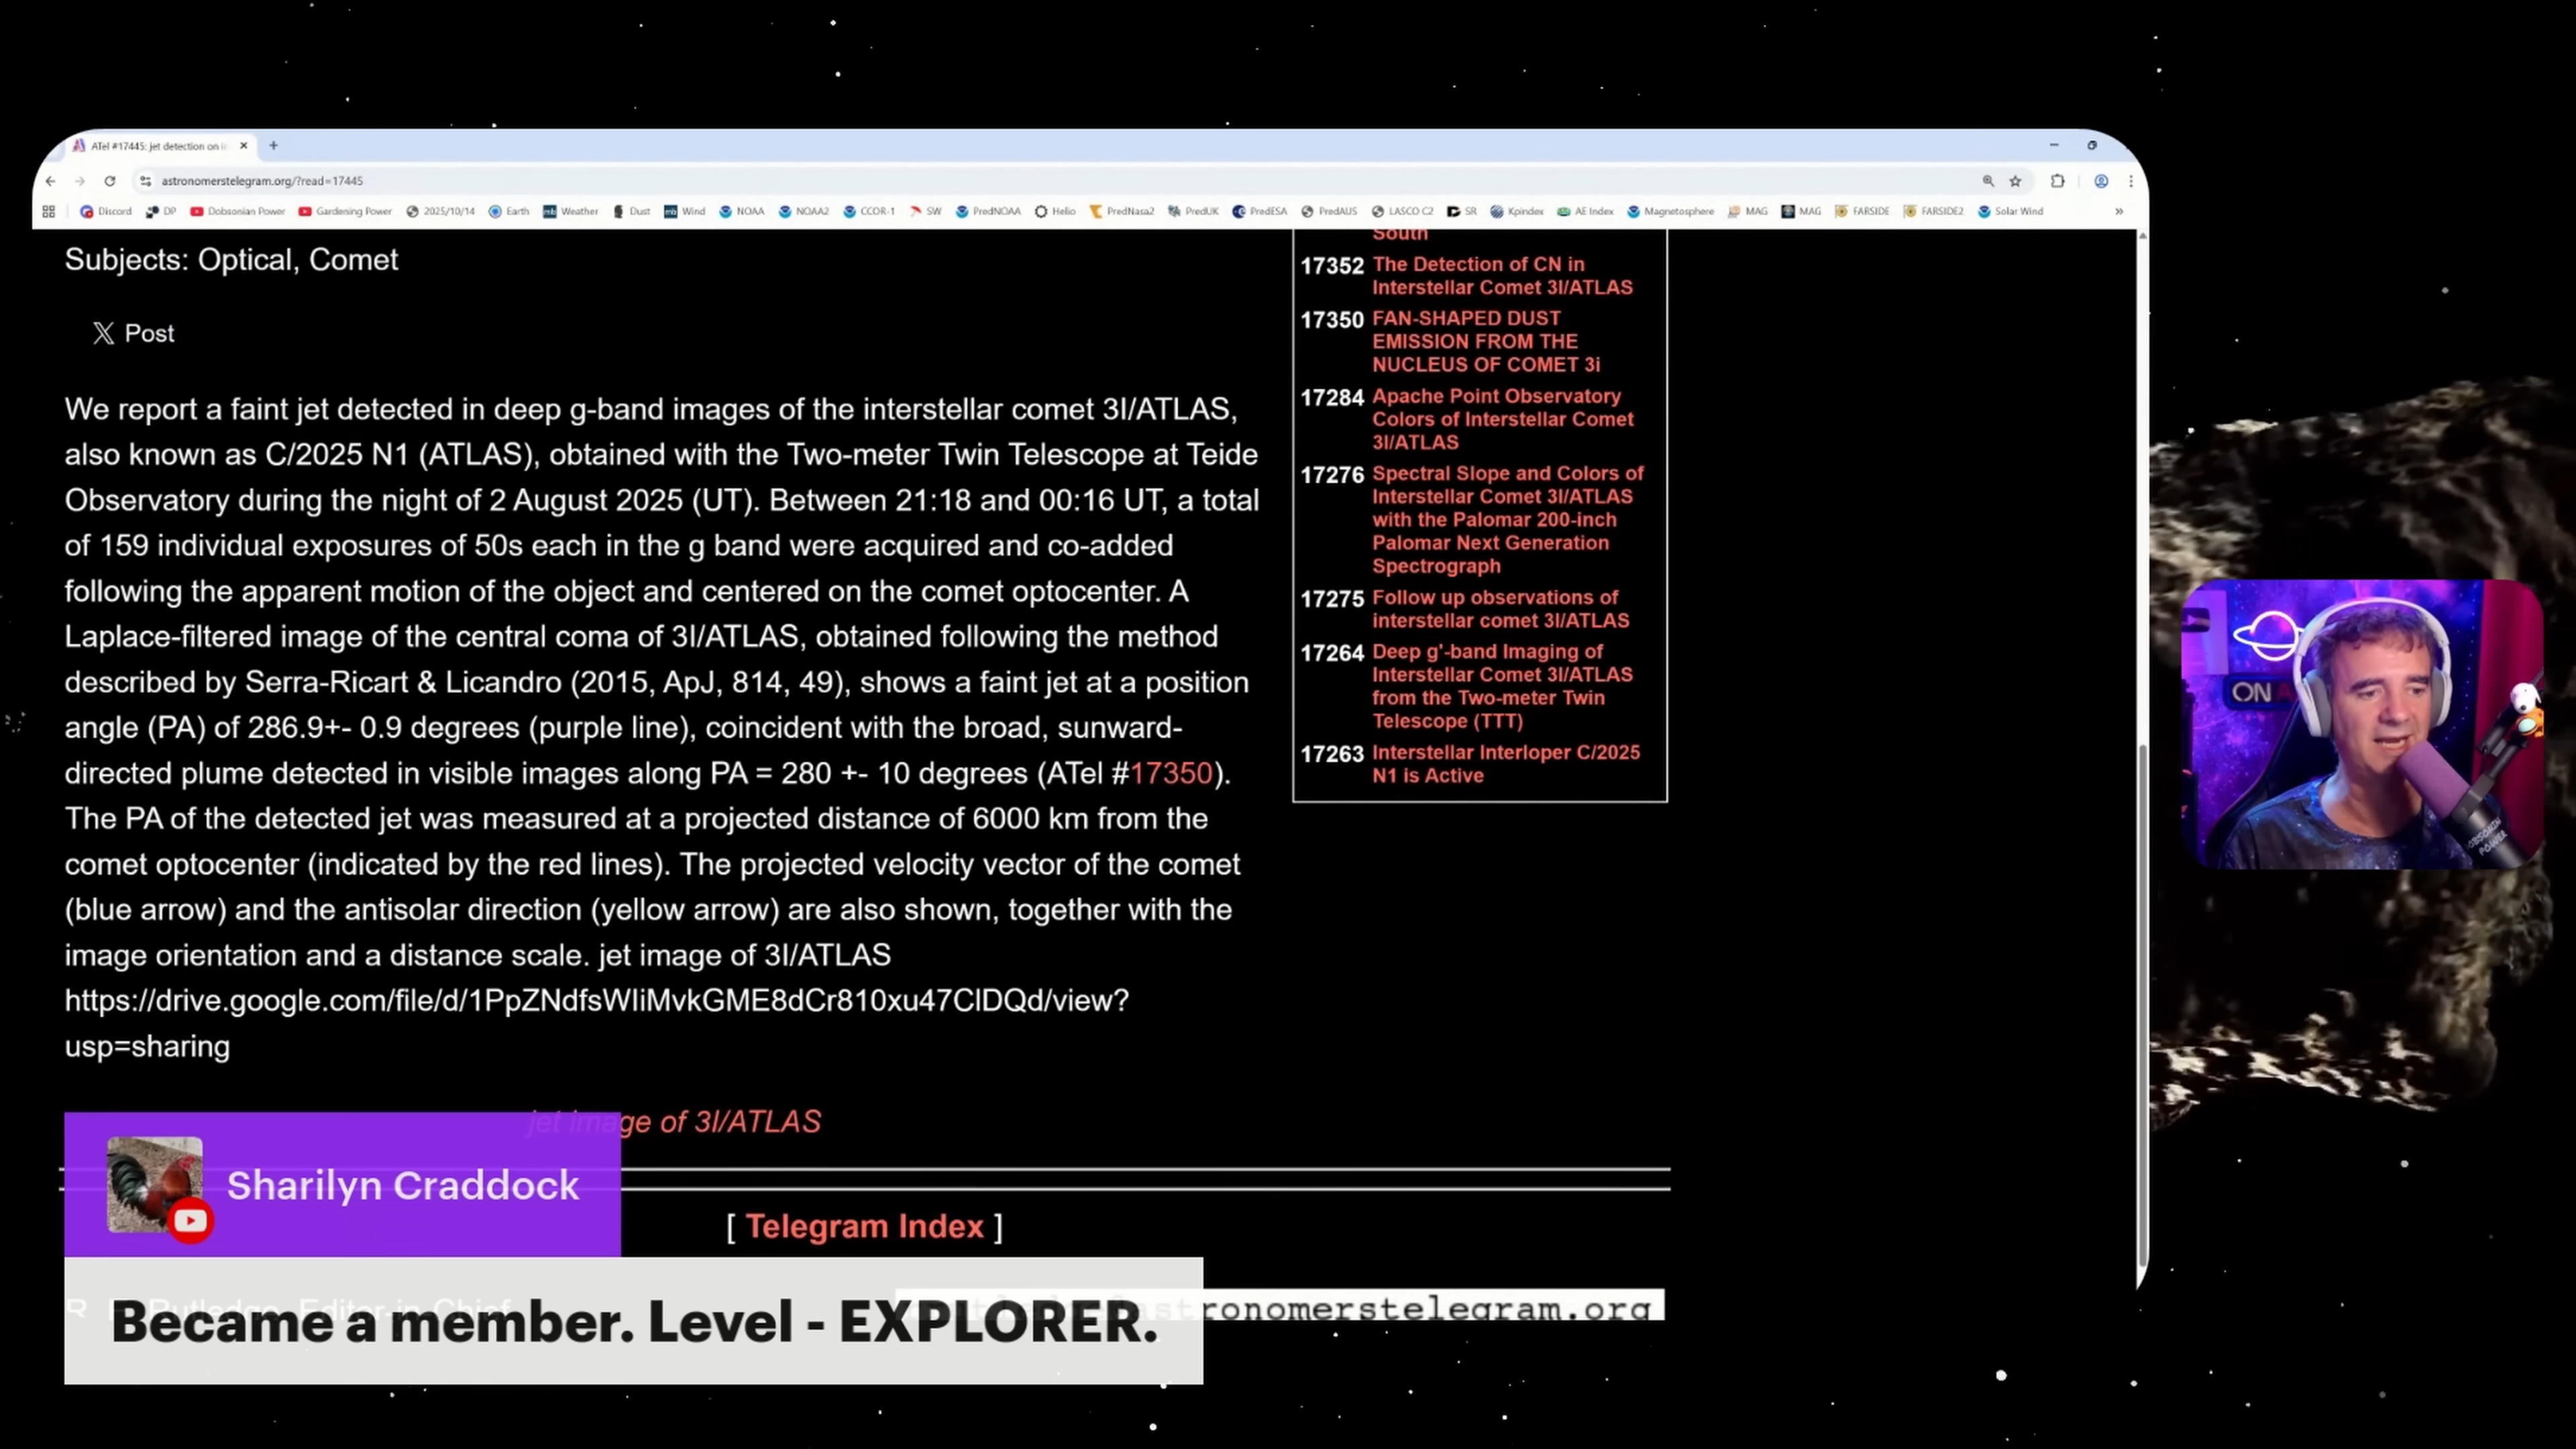 ATel #17445: jet detection on i
astronomerstelegram.org/?read=17445
Discord DP Dobsonian Power Gardening Power 2025/10/14 Earth Weather Dust Wind NOAA NOAA2 CCOR-1 SW PredNOAA Helio PredNasa2 PredUK PredESA PredAUS LASCO C2 SR Kpindex AE Index Magnetosphere MAG MAG FARSIDE FARSIDE2 Solar Wind
Subjects: Optical, Comet
Post
We report a faint jet detected in deep g-band images of the interstellar comet 3I/ATLAS,
also known as C/2025 N1 (ATLAS), obtained with the Two-meter Twin Telescope at Teide
Observatory during the night of 2 August 2025 (UT). Between 21:18 and 00:16 UT, a total
of 159 individual exposures of 50s each in the g band were acquired and co-added
following the apparent motion of the object and centered on the comet optocenter. A
Laplace-filtered image of the central coma of 3I/ATLAS, obtained following the method
described by Serra-Ricart & Licandro (2015, ApJ, 814, 49), shows a faint jet at a position
angle (PA) of 286.9+- 0.9 degrees (purple line), coincident with the broad, sunward-
directed plume detected in visible images along PA = 280 +- 10 degrees (ATel #17350).
The PA of the detected jet was measured at a projected distance of 6000 km from the
comet optocenter (indicated by the red lines). The projected velocity vector of the comet
(blue arrow) and the antisolar direction (yellow arrow) are also shown, together with the
image orientation and a distance scale. jet image of 3I/ATLAS
https://drive.google.com/file/d/1PpZNdfsWIiMvkGME8dCr810xu47ClDQd/view?
usp=sharing
jet image of 3I/ATLAS
South
17352 The Detection of CN in
Interstellar Comet 3I/ATLAS
17350 FAN-SHAPED DUST
EMISSION FROM THE
NUCLEUS OF COMET 3i
17284 Apache Point Observatory
Colors of Interstellar Comet
3I/ATLAS
17276 Spectral Slope and Colors of
Interstellar Comet 3I/ATLAS
with the Palomar 200-inch
Palomar Next Generation
Spectrograph
17275 Follow up observations of
interstellar comet 3I/ATLAS
17264 Deep g'-band Imaging of
Interstellar Comet 3I/ATLAS
from the Two-meter Twin
Telescope (TTT)
17263 Interstellar Interloper C/2025
N1 is Active
ON
DOBSONIAN
POWER
Sharilyn Craddock
[ Telegram Index ]
Rutledge, Editor-in-Chief
ronomerstelegram.org
Became a member. Level - EXPLORER.